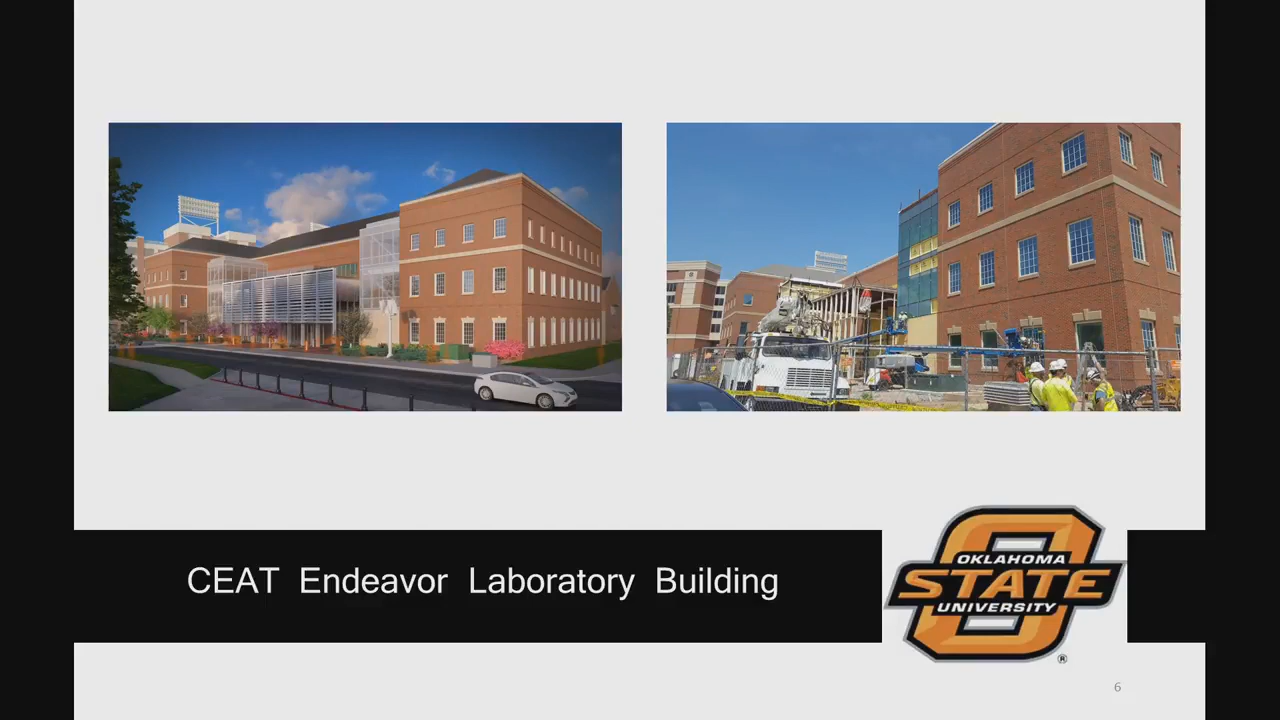 CEAT Endeavor Laboratory Building
OKLAHOMA
STATE
UNIVERSITY
®
6